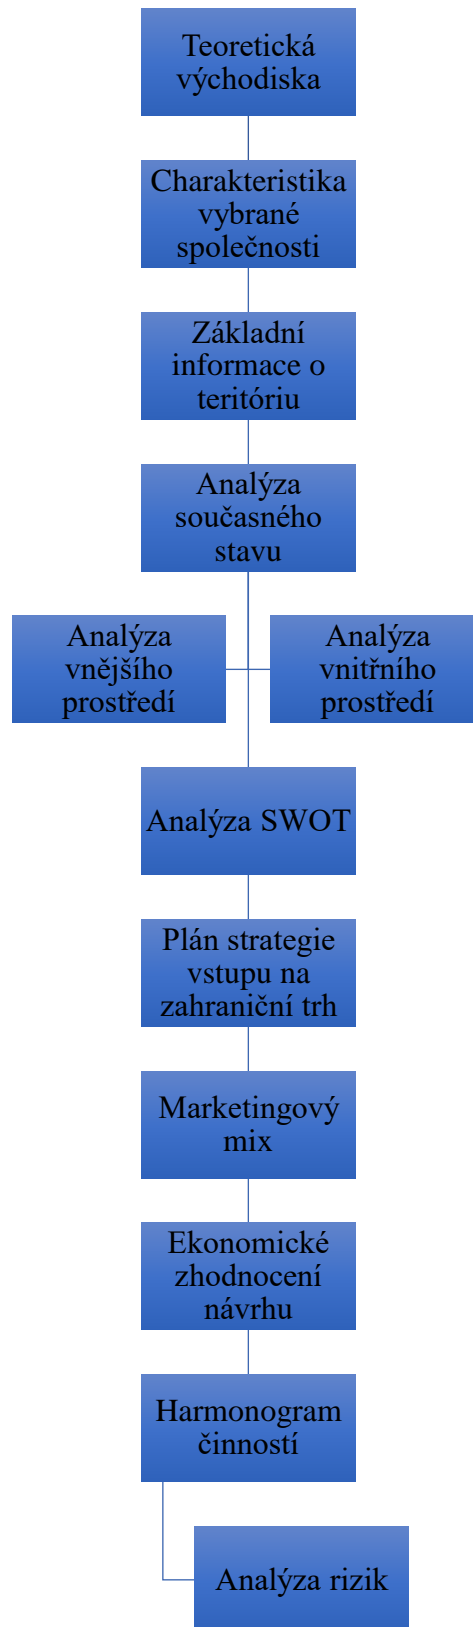 Teoretická
východiska
Charakteristika
vybrané
společnosti
Základní
informace o
teritóriu
Analýza
současného
stavu
Analýza
vnějšího
prostředí
Analýza
vnitřního
prostředí
Analýza SWOT
Plán strategie
vstupu na
zahraniční trh
Marketingový
mix
Ekonomické
zhodnocení
návrhu
Harmonogram
činností
Analýza rizik